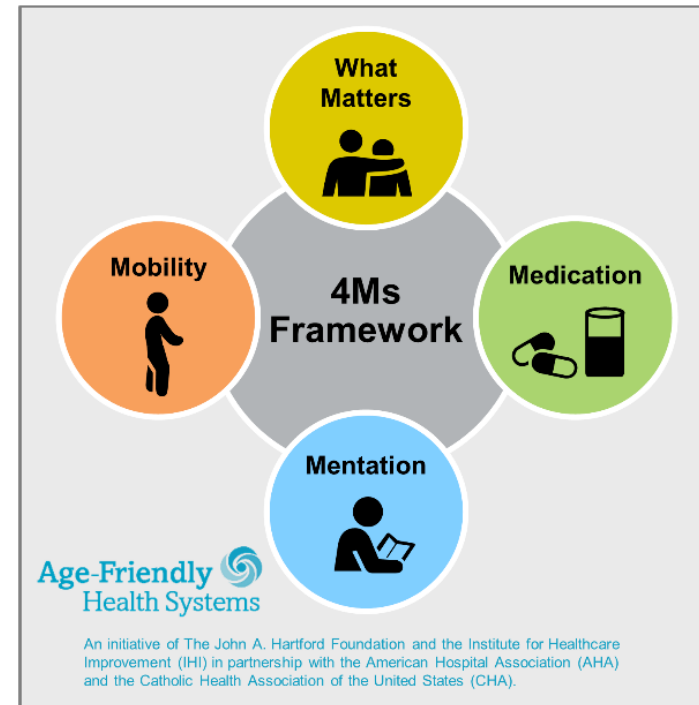 What
Matters
Mobility
4Ms
Framework
Medication
Mentation
Age-Friendly
Health Systems
An initiative of The John A. Hartford Foundation and the Institute for Healthcare
Improvement (IHI) in partnership with the American Hospital Association (AHA)
and the Catholic Health Association of the United States (CHA).